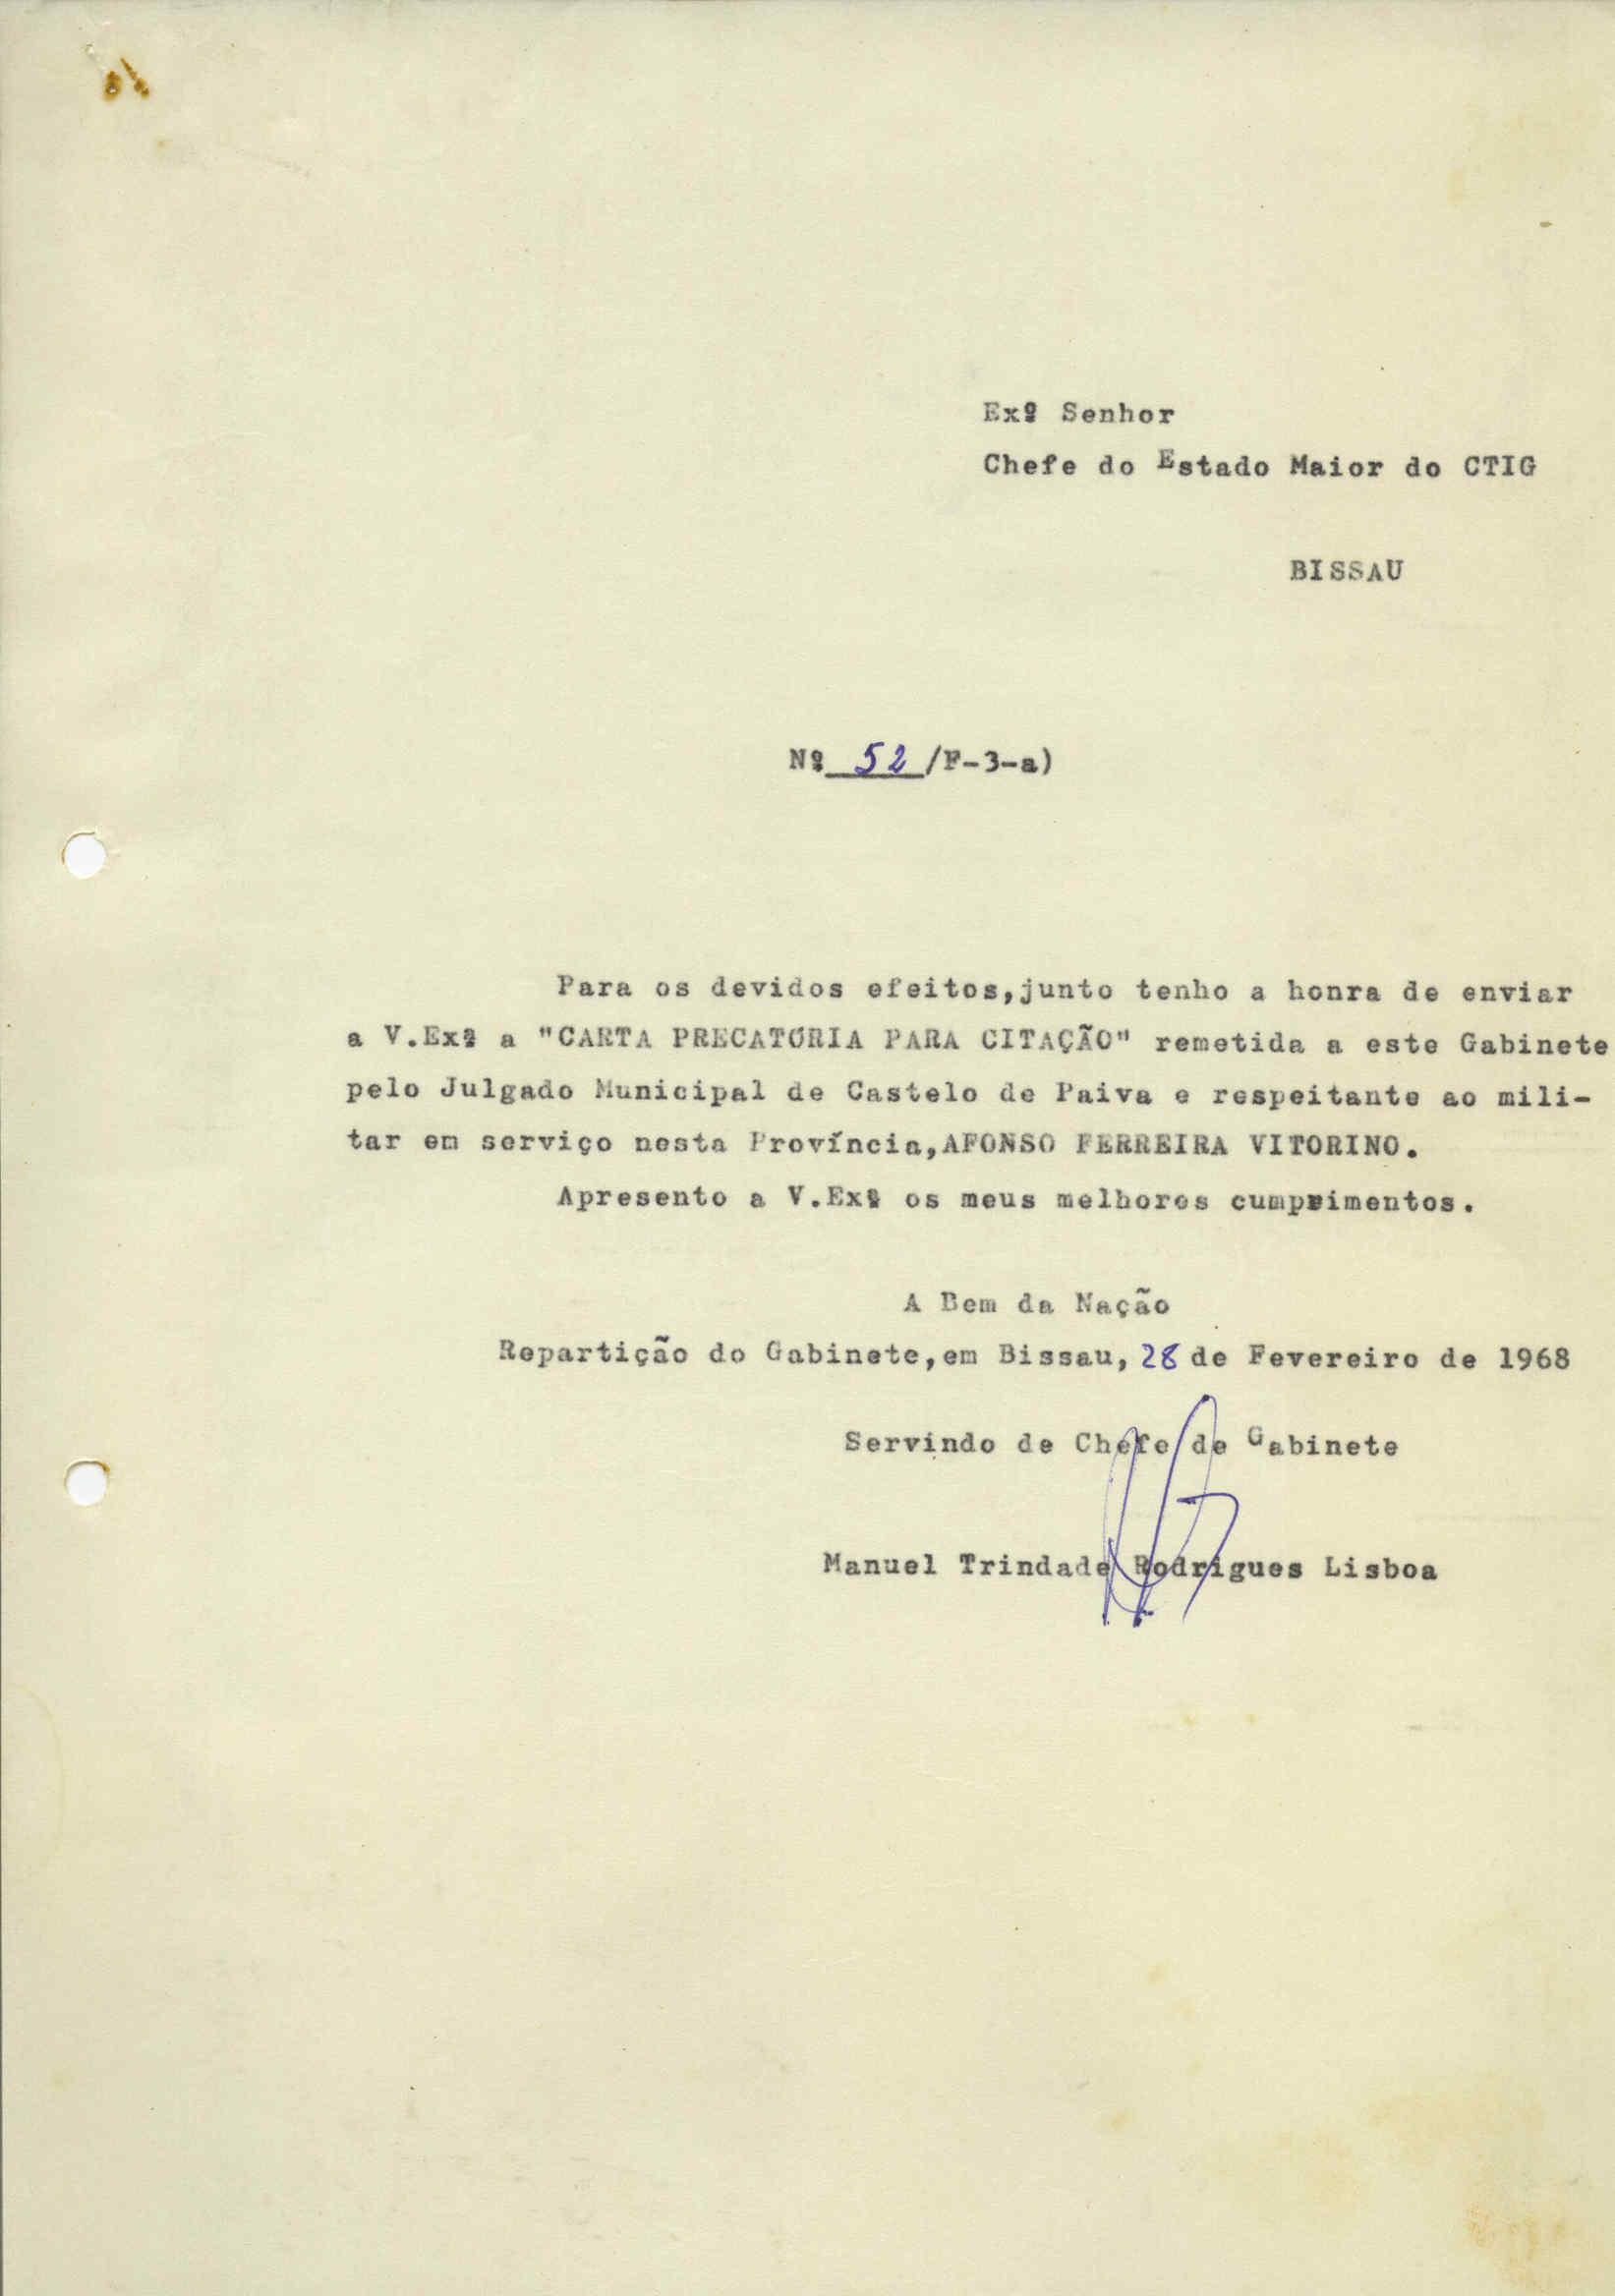 Exº Senhor
Chefe do Estado Maior do CTIG
BISSAU
Nº 52 /F-3-a)
Para os devidos efeitos,junto tenho a honra de enviar
a V.Exª a "CARTA PRECATÓRIA PARA CITAÇÃO" remetida a este Gabinete
pelo Julgado Municipal de Castelo de Paiva e respeitante ao mili-
tar em serviço nesta Província,AFONSO FERREIRA VITORINO.
Apresento a V.Exª os meus melhores cumprimentos.
A Bem da Nação
Repartição do Gabinete,em Bissau, 28 de Fevereiro de 1968
Servindo de Chefe de Gabinete
Manuel Trindade Rodrigues Lisboa